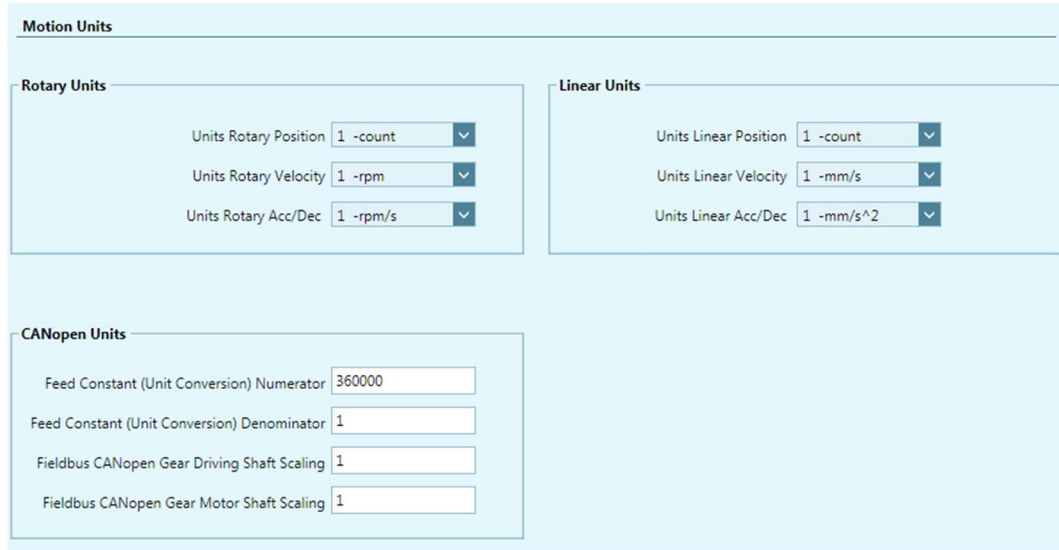 Motion Units
Rotary Units
Units Rotary Position 1 -count
Units Rotary Velocity 1 -rpm
Units Rotary Acc/Dec 1 -rpm/s
Linear Units
Units Linear Position 1 -count
Units Linear Velocity 1 -mm/s
Units Linear Acc/Dec 1 -mm/s^2
CANopen Units
Feed Constant (Unit Conversion) Numerator 360000
Feed Constant (Unit Conversion) Denominator 1
Fieldbus CANopen Gear Driving Shaft Scaling 1
Fieldbus CANopen Gear Motor Shaft Scaling 1